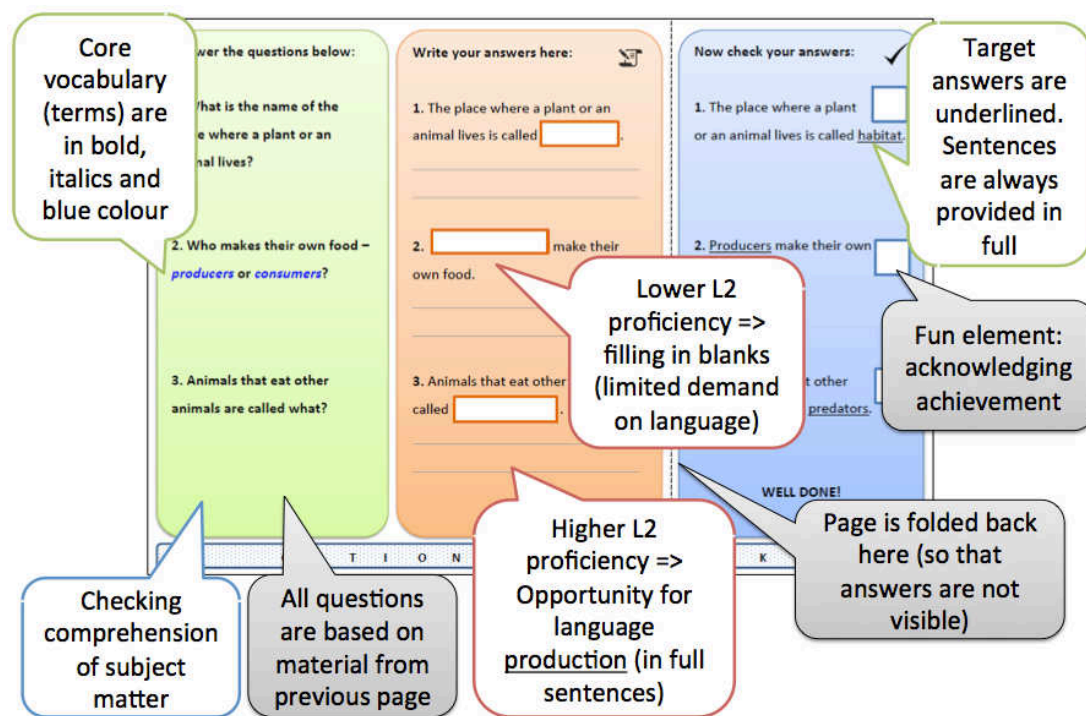 Core
vocabulary
(terms) are
in bold,
italics and
blue colour
the questions below:
What is the name of the
where a plant or an
lives?
2. Who makes their own food –
producers or consumers?
3. Animals that eat other
animals are called what?
Checking
comprehension
of subject
matter
All questions
are based on
material from
previous page
Write your answers here:
1. The place where a plant or an
animal lives is called .
2. make their
own food.
3. Animals that eat other
called .
Lower L2
proficiency =>
filling in blanks
(limited demand
on language)
Higher L2
proficiency =>
Opportunity for
language
production (in full
sentences)
Now check your answers:
1. The place where a plant
or an animal lives is called habitat.
2. Producers make their own
other
predators.
WELL DONE!
Target
answers are
underlined.
Sentences
are always
provided in
full
Fun element:
acknowledging
achievement
Page is folded back
here (so that
answers are not
visible)
T I O N
K